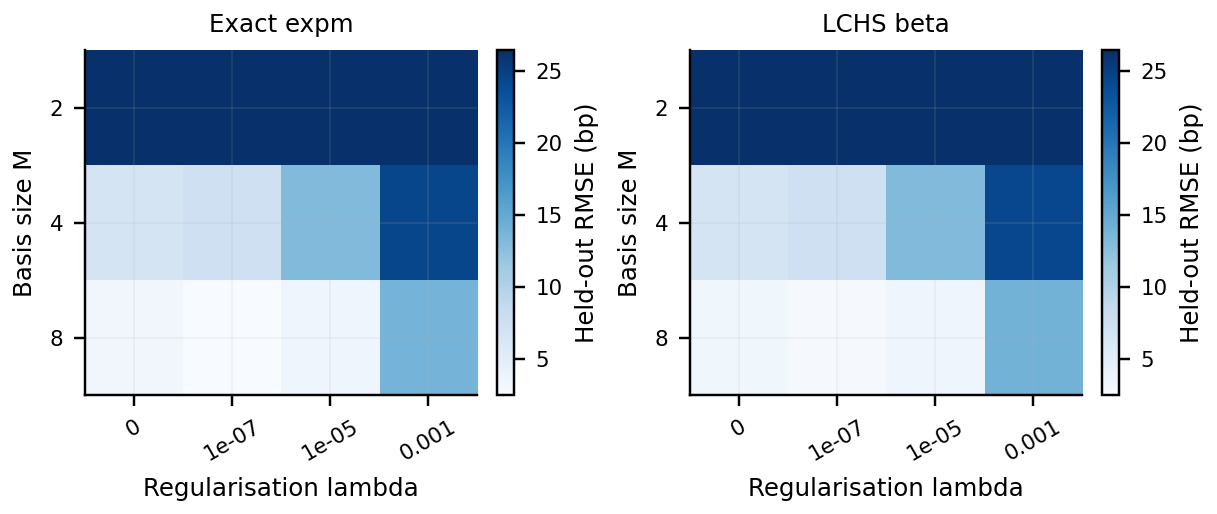 Exact expm
Basis size M
2
4
8
0
1e-07
1e-05
0.001
Regularisation lambda
25
20
15
10
5
Held-out RMSE (bp)
LCHS beta
Basis size M
2
4
8
0
1e-07
1e-05
0.001
Regularisation lambda
25
20
15
10
5
Held-out RMSE (bp)